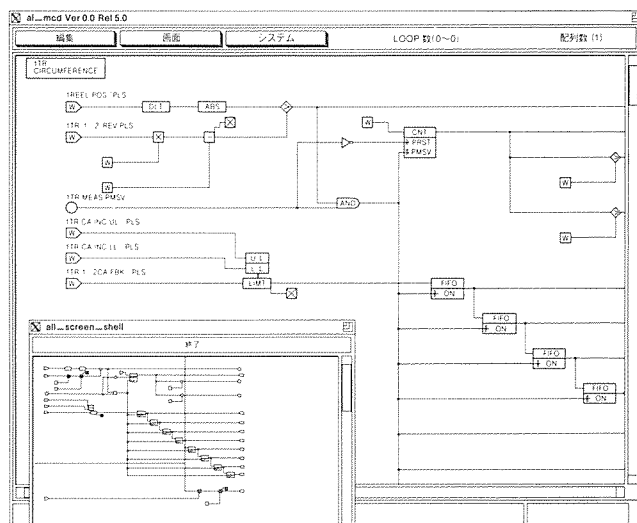 al_mcd Ver 0.0 Rel 5.0
編集 画面 システム LOOP 数(0~0) 配列数 (1)
1TR
CIRCUMFERENCE
1REEL POS PLS
W DLT ABS
1TR 1 2 REV PLS
W
W
W
W CNT
PRST
PMSV
W
W
1TR MEAS PMSV
AND
1TR CA INC UL PLS
W
1TR CA INC LL PLS
W
UL
LL
1TR 1 2CA FBK PLS
W LIMT
FIFO
ON
FIFO
ON
FIFO
ON
FIFO
ON
all_screen_shell
終了